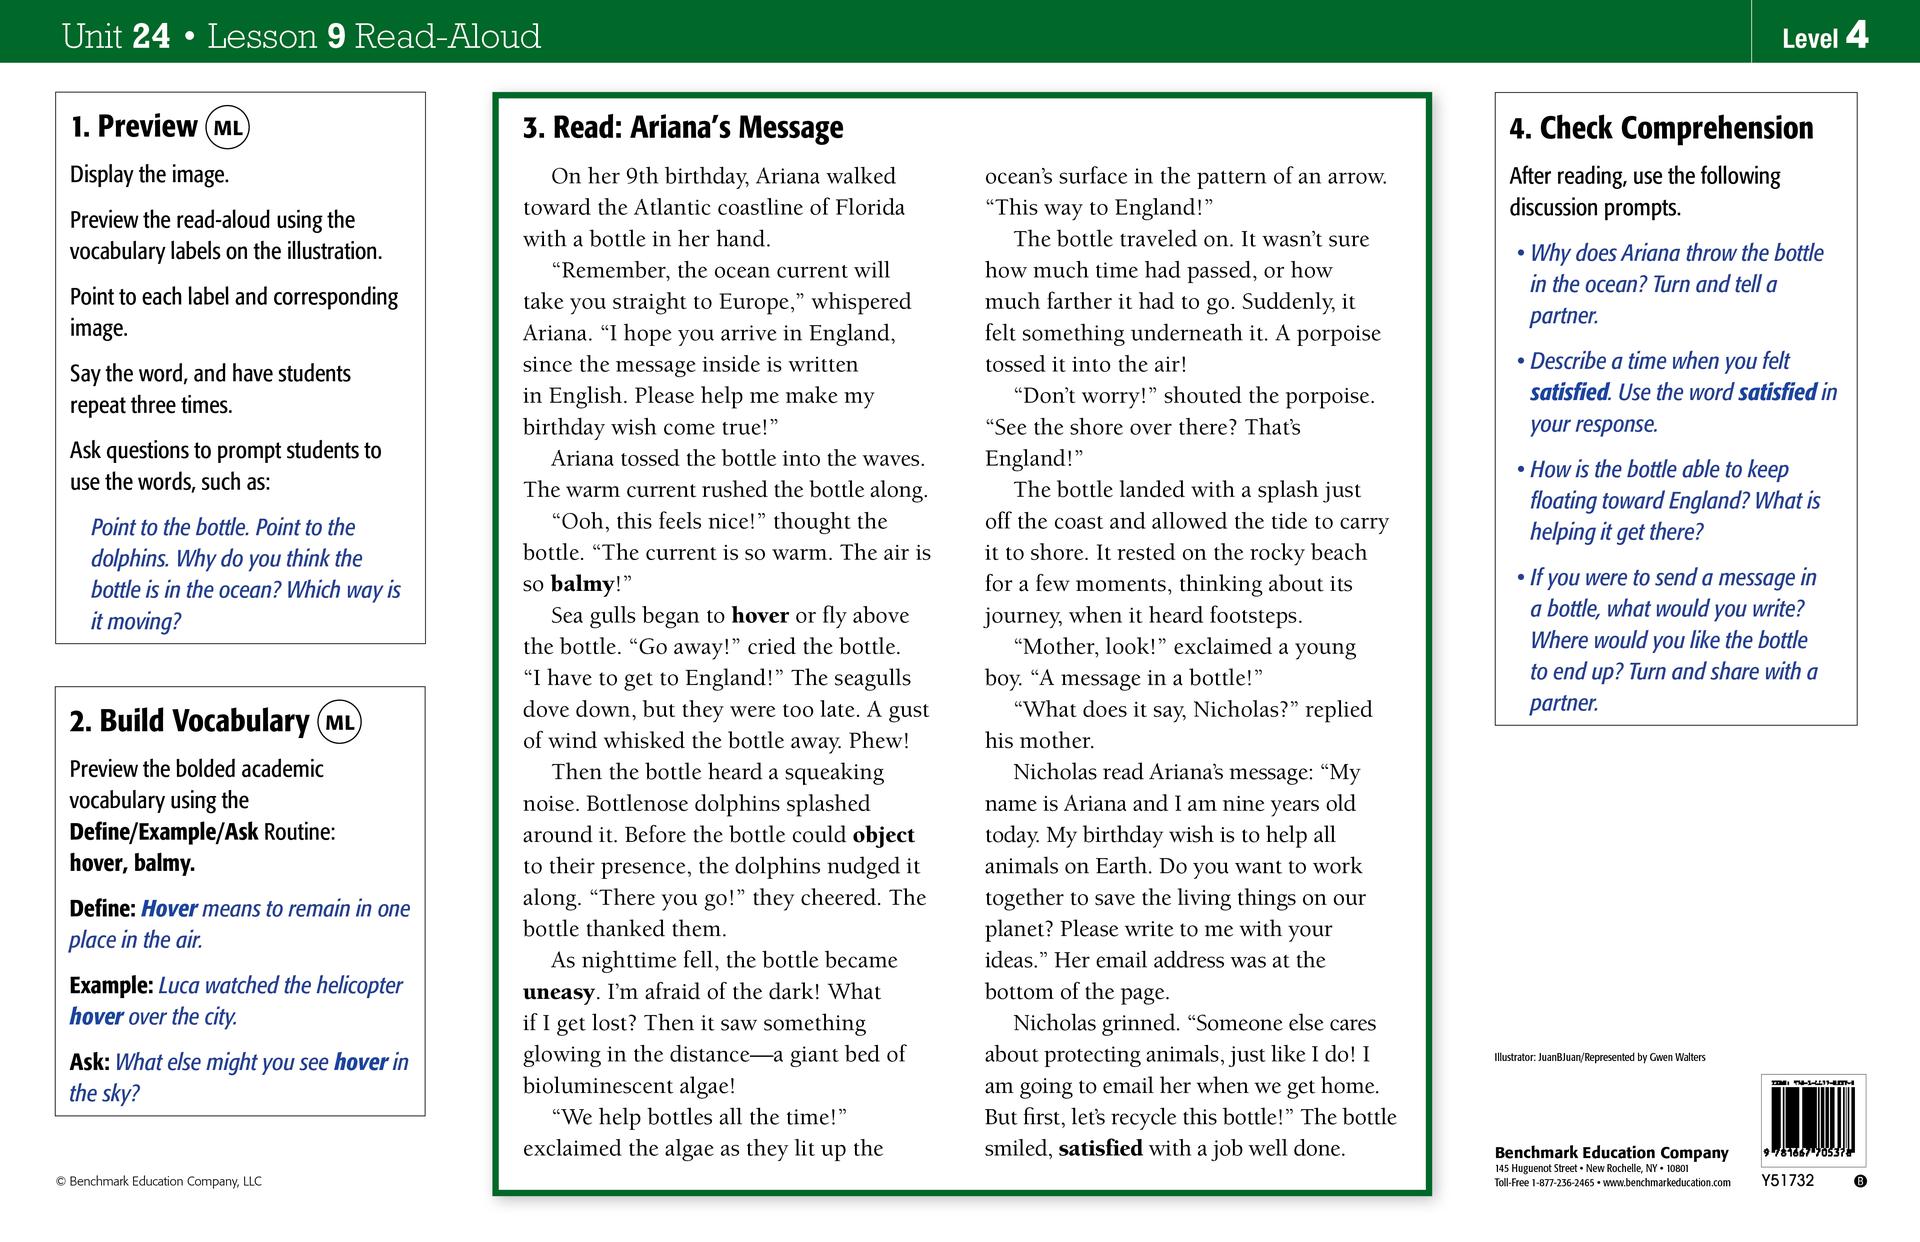 Unit 24 • Lesson 9 Read-Aloud
Level 4
1. Preview ML
Display the image.
Preview the read-aloud using the
vocabulary labels on the illustration.
Point to each label and corresponding
image.
Say the word, and have students
repeat three times.
Ask questions to prompt students to
use the words, such as:
Point to the bottle. Point to the
dolphins. Why do you think the
bottle is in the ocean? Which way is
it moving?
2. Build Vocabulary ML
Preview the bolded academic
vocabulary using the
Define/Example/Ask Routine:
hover, balmy.
Define: Hover means to remain in one
place in the air.
Example: Luca watched the helicopter
hover over the city.
Ask: What else might you see hover in
the sky?
© Benchmark Education Company, LLC
3. Read: Ariana’s Message
On her 9th birthday, Ariana walked
toward the Atlantic coastline of Florida
with a bottle in her hand.
“Remember, the ocean current will
take you straight to Europe,” whispered
Ariana. “I hope you arrive in England,
since the message inside is written
in English. Please help me make my
birthday wish come true!”
Ariana tossed the bottle into the waves.
The warm current rushed the bottle along.
“Ooh, this feels nice!” thought the
bottle. “The current is so warm. The air is
so balmy!”
Sea gulls began to hover or fly above
the bottle. “Go away!” cried the bottle.
“I have to get to England!” The seagulls
dove down, but they were too late. A gust
of wind whisked the bottle away. Phew!
Then the bottle heard a squeaking
noise. Bottlenose dolphins splashed
around it. Before the bottle could object
to their presence, the dolphins nudged it
along. “There you go!” they cheered. The
bottle thanked them.
As nighttime fell, the bottle became
uneasy. I’m afraid of the dark! What
if I get lost? Then it saw something
glowing in the distance—a giant bed of
bioluminescent algae!
“We help bottles all the time!”
exclaimed the algae as they lit up the
ocean’s surface in the pattern of an arrow.
“This way to England!”
The bottle traveled on. It wasn’t sure
how much time had passed, or how
much farther it had to go. Suddenly, it
felt something underneath it. A porpoise
tossed it into the air!
“Don’t worry!” shouted the porpoise.
“See the shore over there? That’s
England!”
The bottle landed with a splash just
off the coast and allowed the tide to carry
it to shore. It rested on the rocky beach
for a few moments, thinking about its
journey, when it heard footsteps.
“Mother, look!” exclaimed a young
boy. “A message in a bottle!”
“What does it say, Nicholas?” replied
his mother.
Nicholas read Ariana’s message: “My
name is Ariana and I am nine years old
today. My birthday wish is to help all
animals on Earth. Do you want to work
together to save the living things on our
planet? Please write to me with your
ideas.” Her email address was at the
bottom of the page.
Nicholas grinned. “Someone else cares
about protecting animals, just like I do! I
am going to email her when we get home.
But first, let’s recycle this bottle!” The bottle
smiled, satisfied with a job well done.
4. Check Comprehension
After reading, use the following
discussion prompts.
• Why does Ariana throw the bottle
in the ocean? Turn and tell a
partner.
• Describe a time when you felt
satisfied. Use the word satisfied in
your response.
• How is the bottle able to keep
floating toward England? What is
helping it get there?
• If you were to send a message in
a bottle, what would you write?
Where would you like the bottle
to end up? Turn and share with a
partner.
Illustrator: JuanBJuan/Represented by Gwen Walters
Benchmark Education Company
145 Huguenot Street • New Rochelle, NY • 10801
Toll-Free 1-877-236-2465 • www.benchmarkeducation.com
Y51732
B